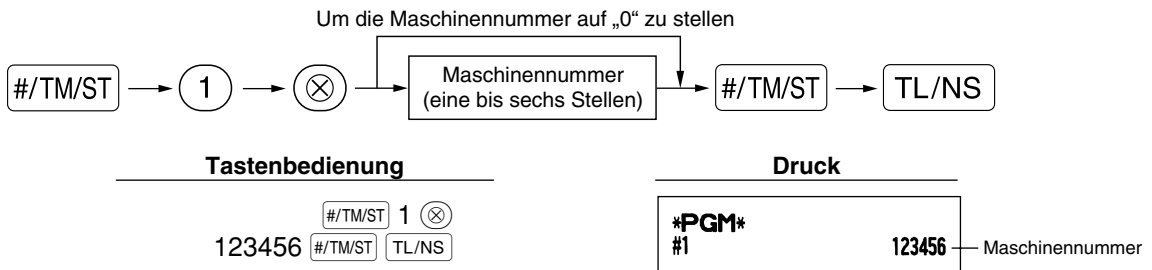 Um die Maschinennummer auf „0“ zu stellen
#/TM/ST 1 ⊗ Maschinennummer #/TM/ST TL/NS
(eine bis sechs Stellen)
Tastenbedienung Druck
#/TM/ST 1 ⊗
123456 #/TM/ST TL/NS
*PGM*
#1 123456 Maschinennummer